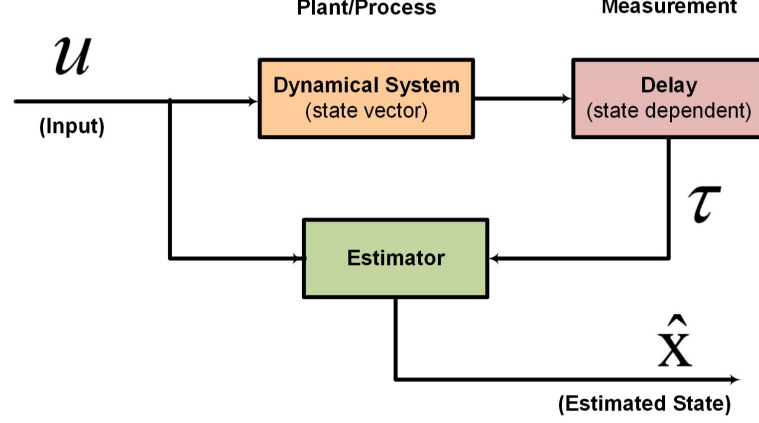 Plant/Process
Measurement
u
(Input)
Dynamical System
(state vector)
Delay
(state dependent)
τ
Estimator
x̂
(Estimated State)